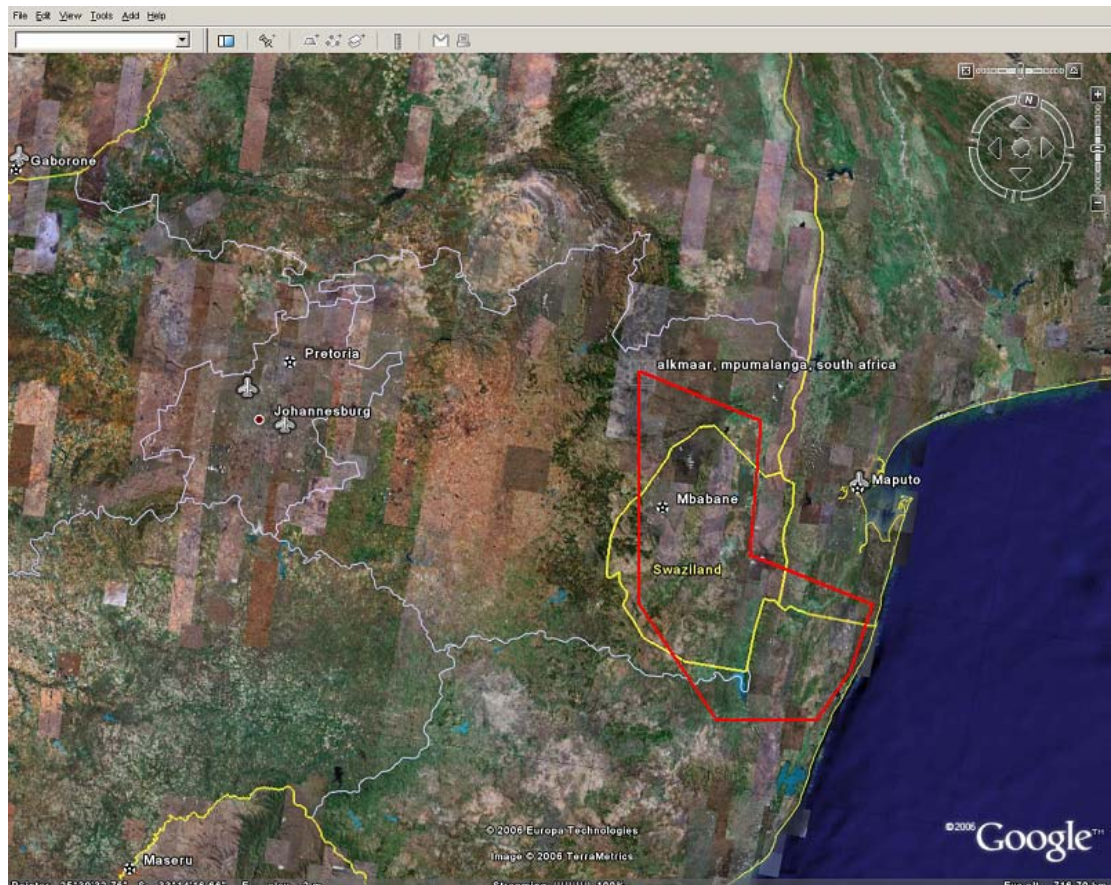 File Edit View Tools Add Help
N
Gaborone
Pretoria
alkmaar, mpumalanga, south africa
Johannesburg
Maputo
Mbabane
Swaziland
© 2006 Europa Technologies
Image © 2006 TerraMetrics
©2006 Google™
Maseru